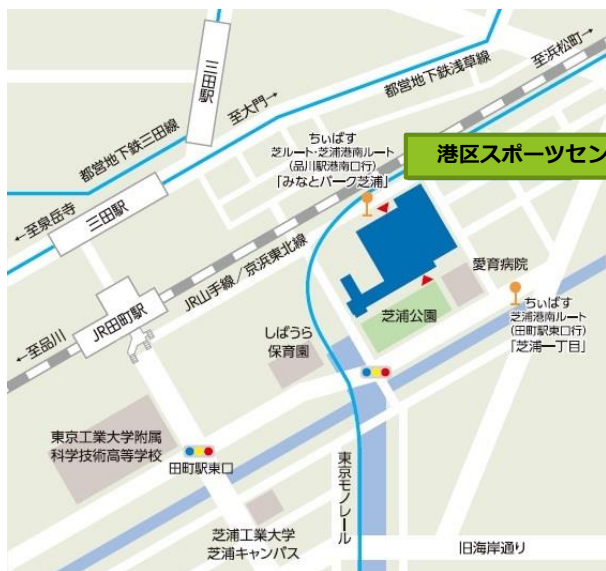 三田駅
都営地下鉄浅草線
至浜松町→
至大門→
都営地下鉄三田線
ちぃばす
芝ルート・芝浦港南ルート
(品川駅港南口行)
「みなとパーク芝浦」
港区スポーツセン
←至泉岳寺
三田駅
JR山手線/京浜東北線
愛育病院
JR田町駅
←至品川
芝浦公園
ちぃばす
芝浦港南ルート
(田町駅東口行)
「芝浦一丁目」
しばうら
保育園
東京工業大学附属
科学技術高等学校
田町駅東口
東京モノレール
芝浦工業大学
芝浦キャンパス
旧海岸通り